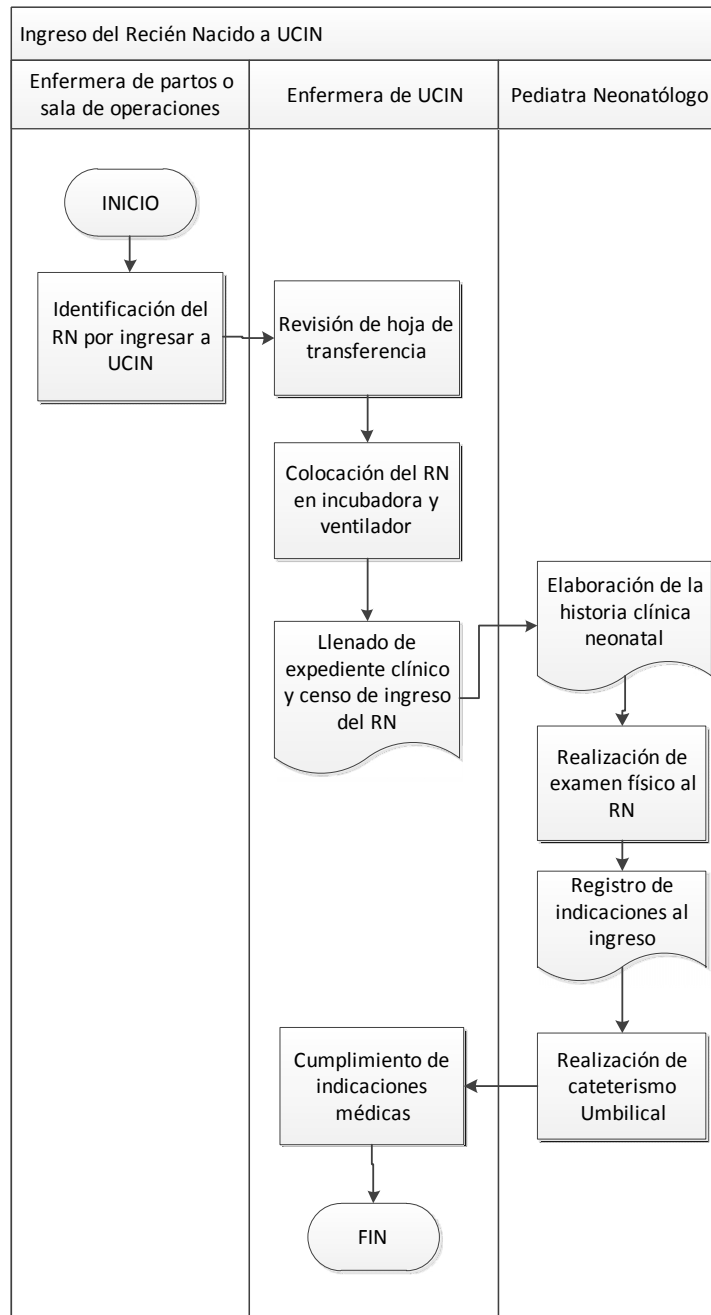 Ingreso del Recién Nacido a UCIN
Enfermera de partos o
sala de operaciones
Enfermera de UCIN
Pediatra Neonatólogo
INICIO
Identificación del
RN por ingresar a
UCIN
Revisión de hoja de
transferencia
Colocación del RN
en incubadora y
ventilador
Llenado de
expediente clínico
y censo de ingreso
del RN
Elaboración de la
historia clínica
neonatal
Realización de
examen físico al
RN
Registro de
indicaciones al
ingreso
Realización de
cateterismo
Umbilical
Cumplimiento de
indicaciones
médicas
FIN